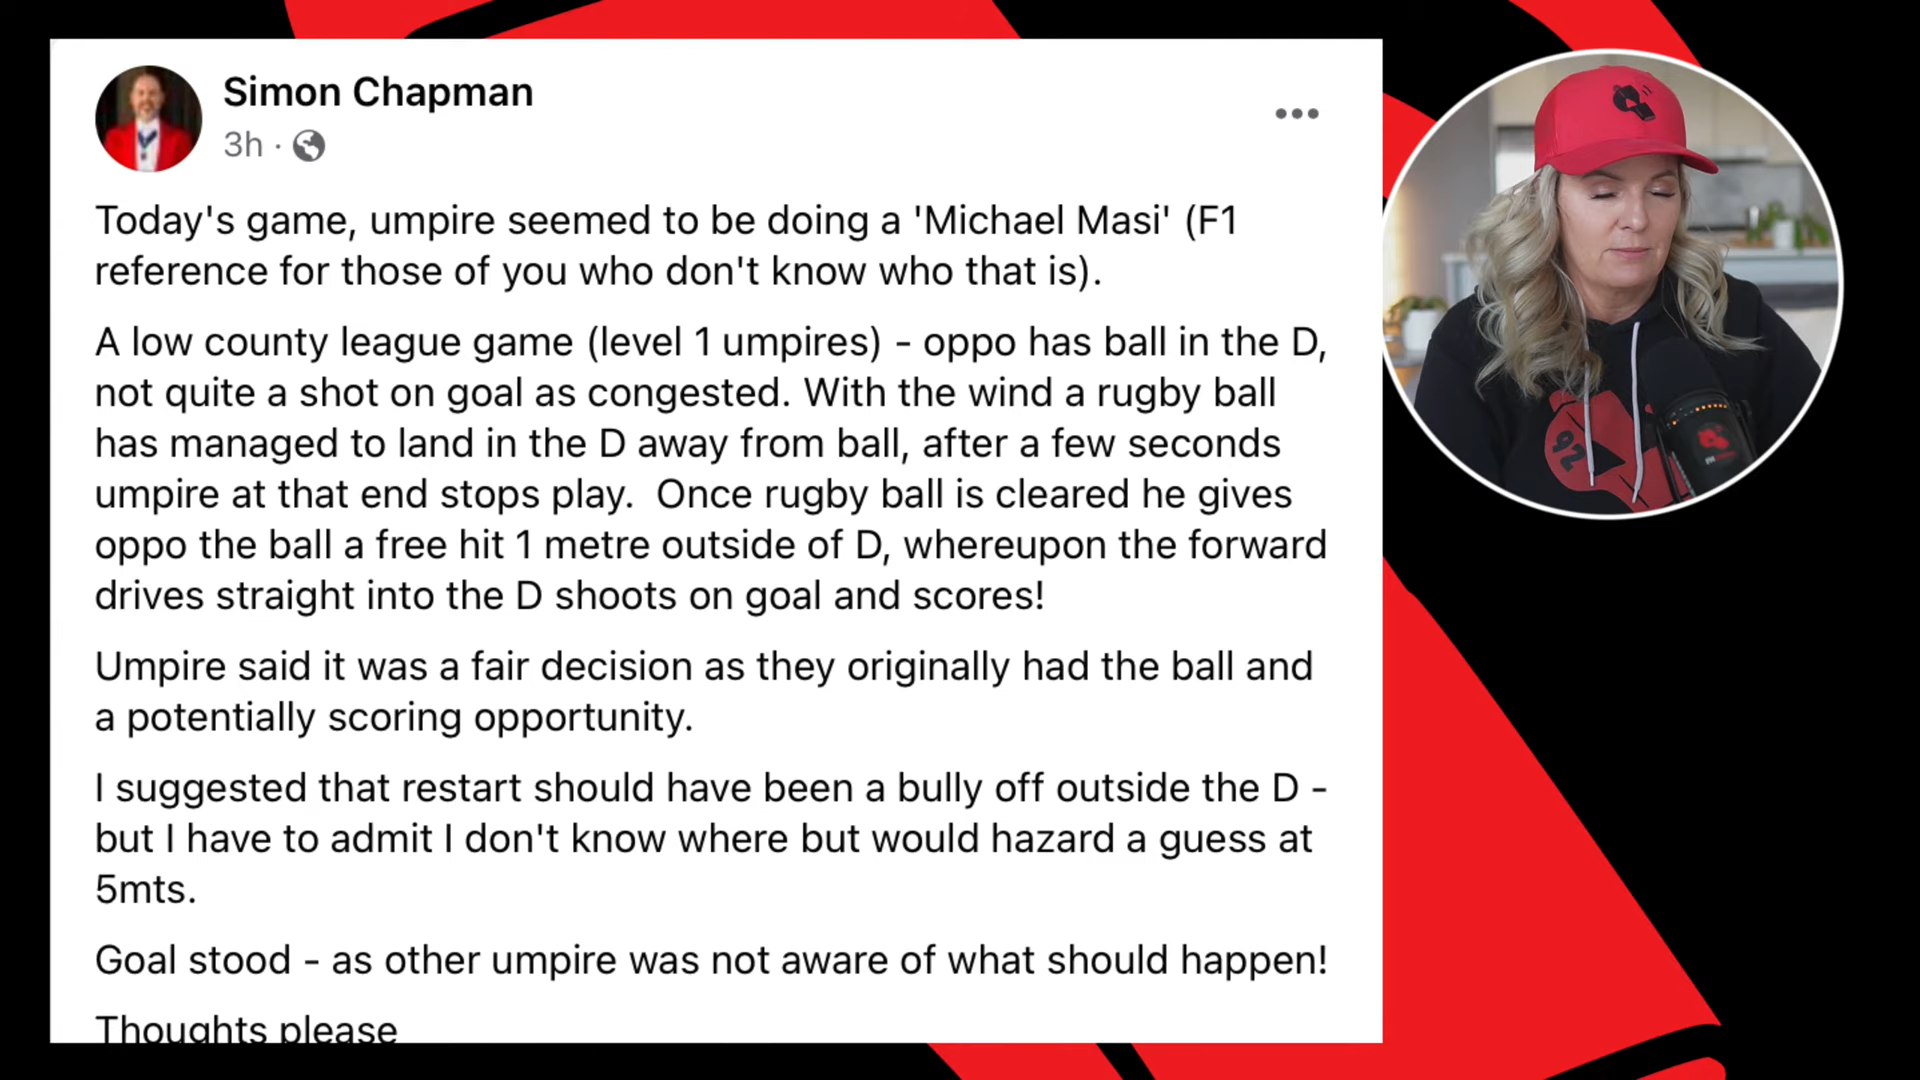 Simon Chapman
3h ·
Today's game, umpire seemed to be doing a 'Michael Masi' (F1
reference for those of you who don't know who that is).
A low county league game (level 1 umpires) - oppo has ball in the D,
not quite a shot on goal as congested. With the wind a rugby ball
has managed to land in the D away from ball, after a few seconds
umpire at that end stops play.  Once rugby ball is cleared he gives
oppo the ball a free hit 1 metre outside of D, whereupon the forward
drives straight into the D shoots on goal and scores!
Umpire said it was a fair decision as they originally had the ball and
a potentially scoring opportunity.
I suggested that restart should have been a bully off outside the D -
but I have to admit I don't know where but would hazard a guess at
5mts.
Goal stood - as other umpire was not aware of what should happen!
Thoughts please
92